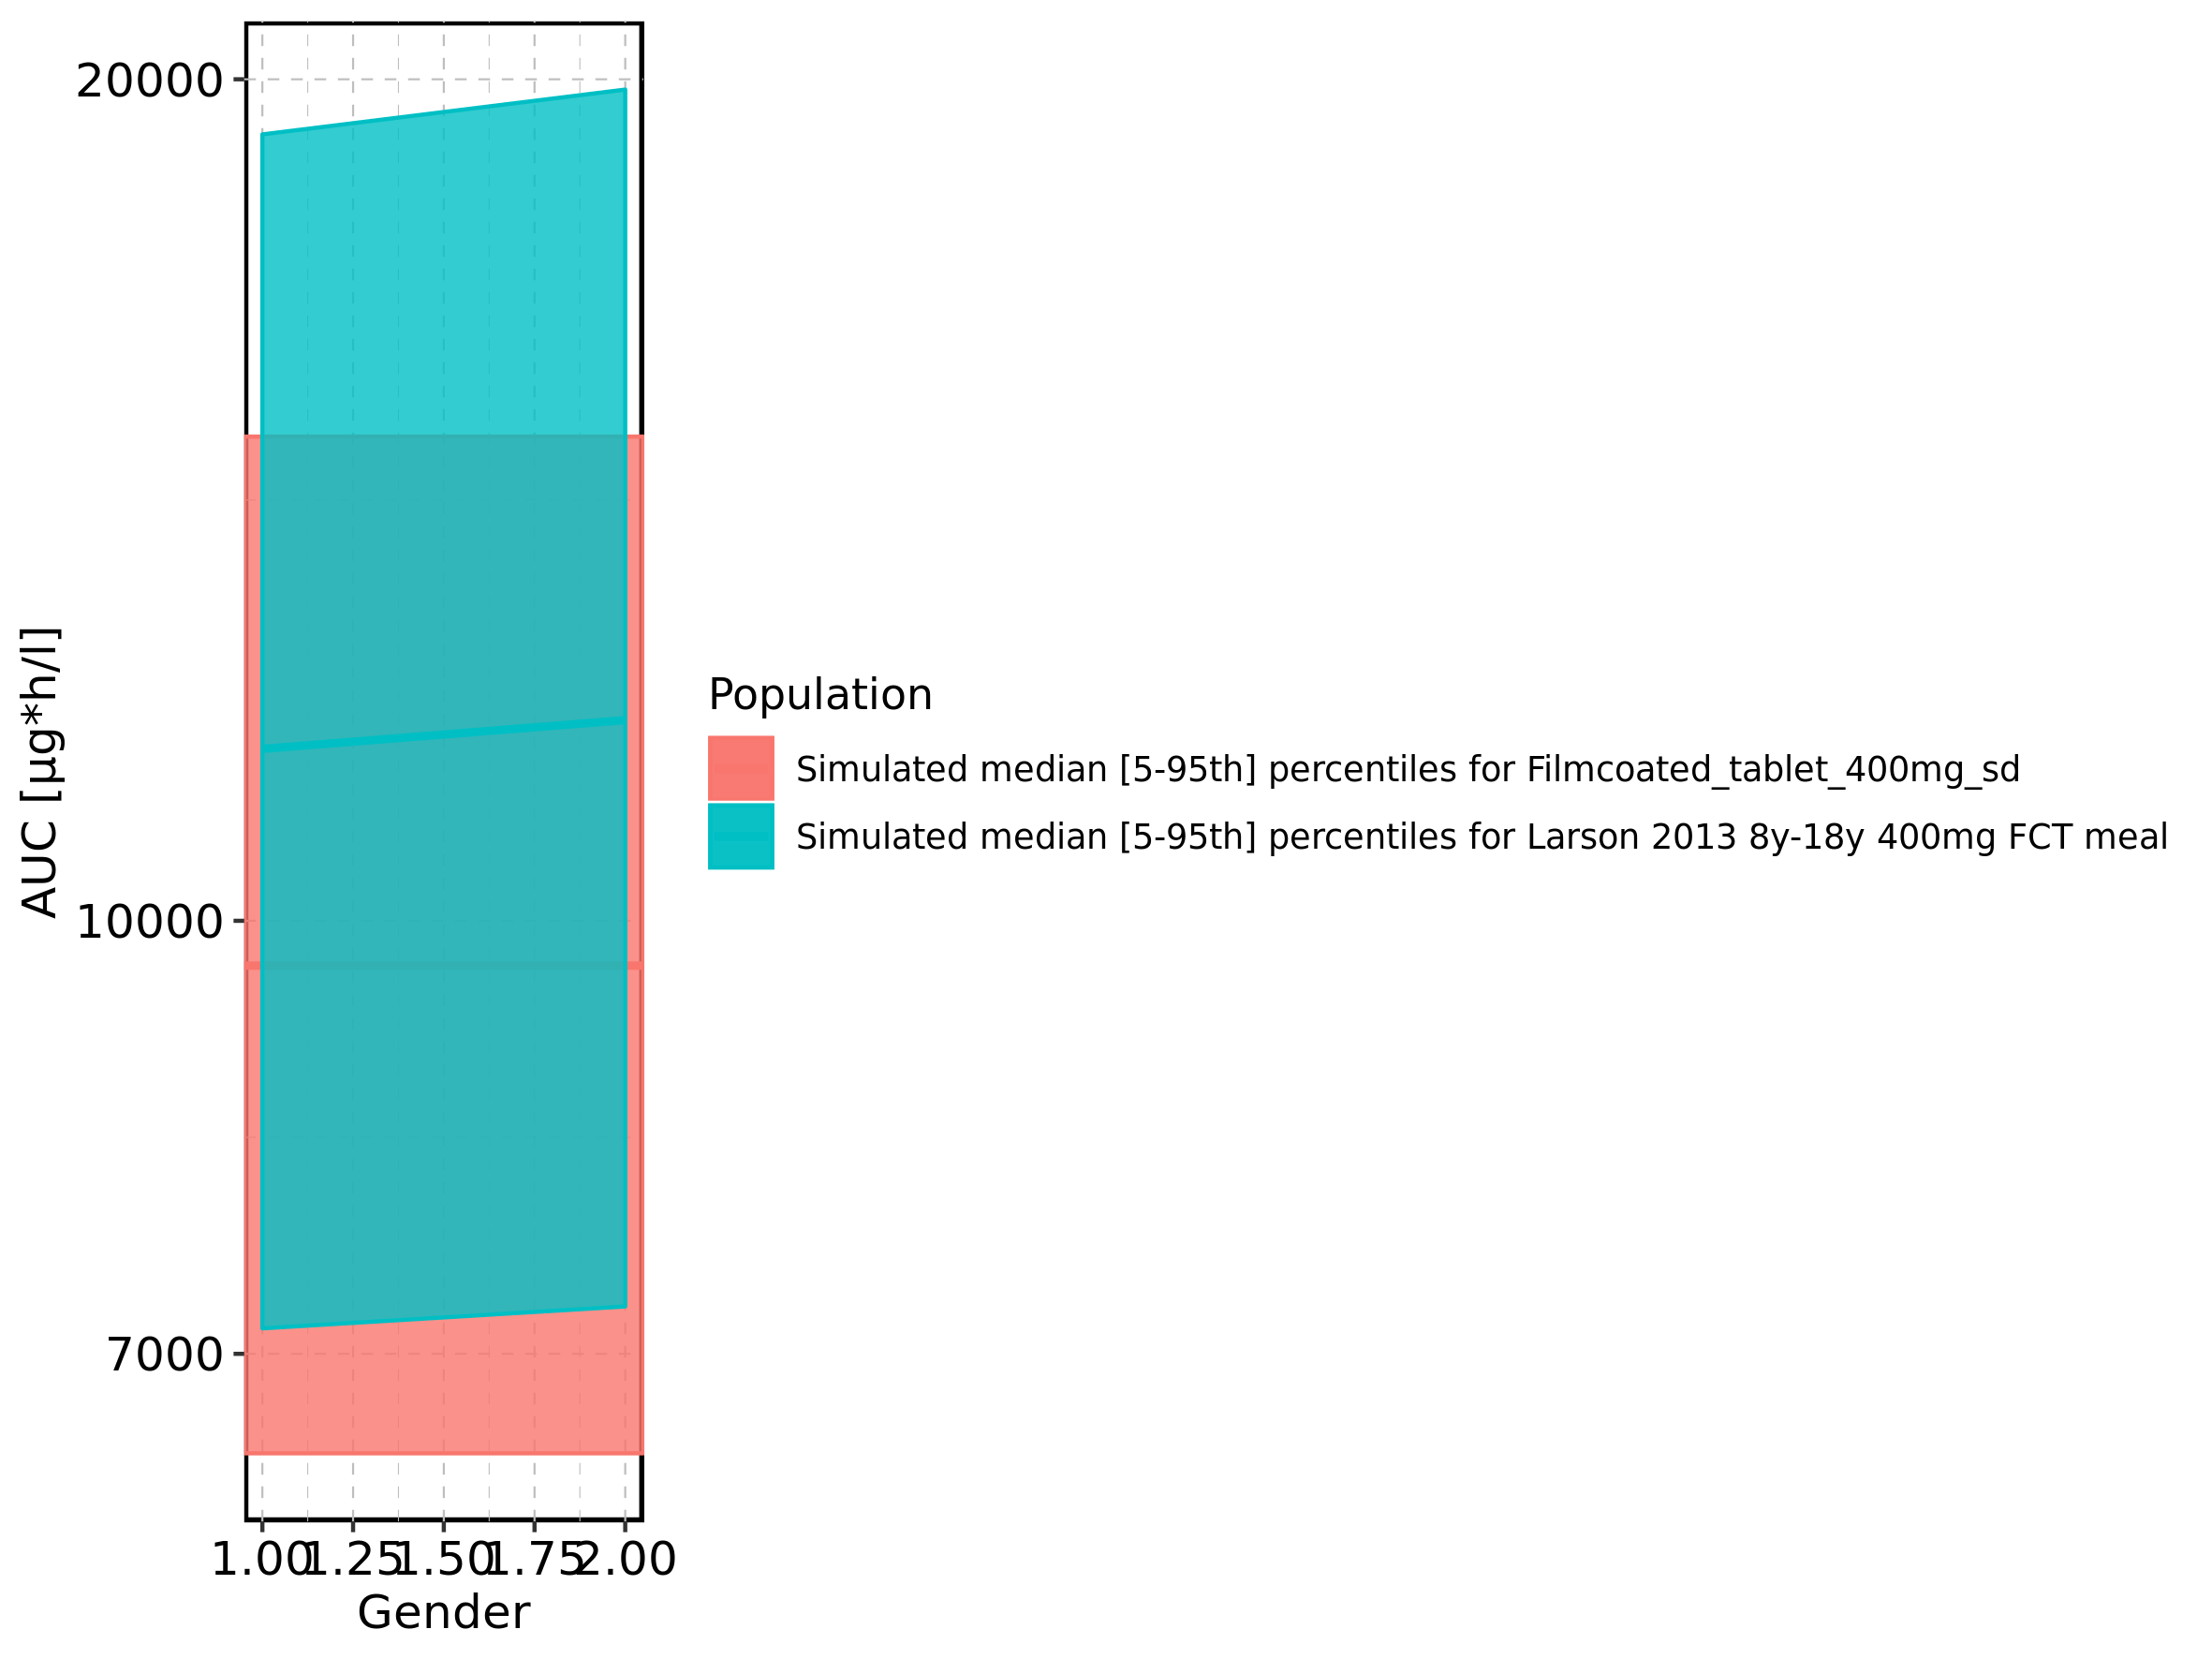 20000
10000
7000
AUC [µg*h/l]
1.00 1.25 1.50 1.75 2.00
Gender
Population
Simulated median [5-95th] percentiles for Filmcoated_tablet_400mg_sd
Simulated median [5-95th] percentiles for Larson 2013 8y-18y 400mg FCT meal